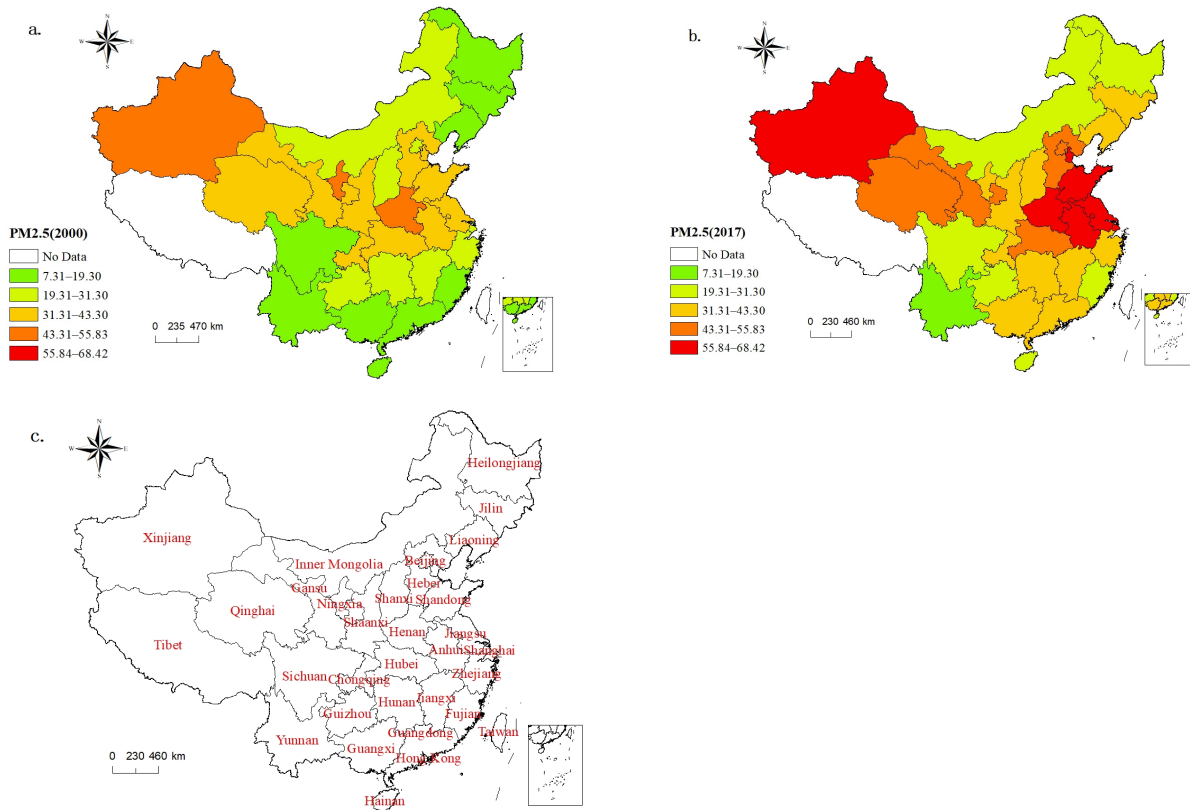 a.
N
W
E
S
PM2.5(2000)
No Data
7.31–19.30
19.31–31.30
31.31–43.30
43.31–55.83
55.84–68.42
0 235 470 km
b.
N
W
E
S
PM2.5(2017)
No Data
7.31–19.30
19.31–31.30
31.31–43.30
43.31–55.83
55.84–68.42
0 230 460 km
c.
N
W
E
S
Heilongjiang
Jilin
Liaoning
Xinjiang
Beijing
Inner Mongolia
Hebei
Gansu
Shanxi
Shandong
Ningxia
Qinghai
Shaanxi
Henan
Jiangsu
Tibet
Anhui
Shanghai
Hubei
Sichuan
Chongqing
Zhejiang
Hunan
Jiangxi
Guizhou
Fujian
Yunnan
Guangdong
Taiwan
Guangxi
Hong Kong
Hainan
0 230 460 km